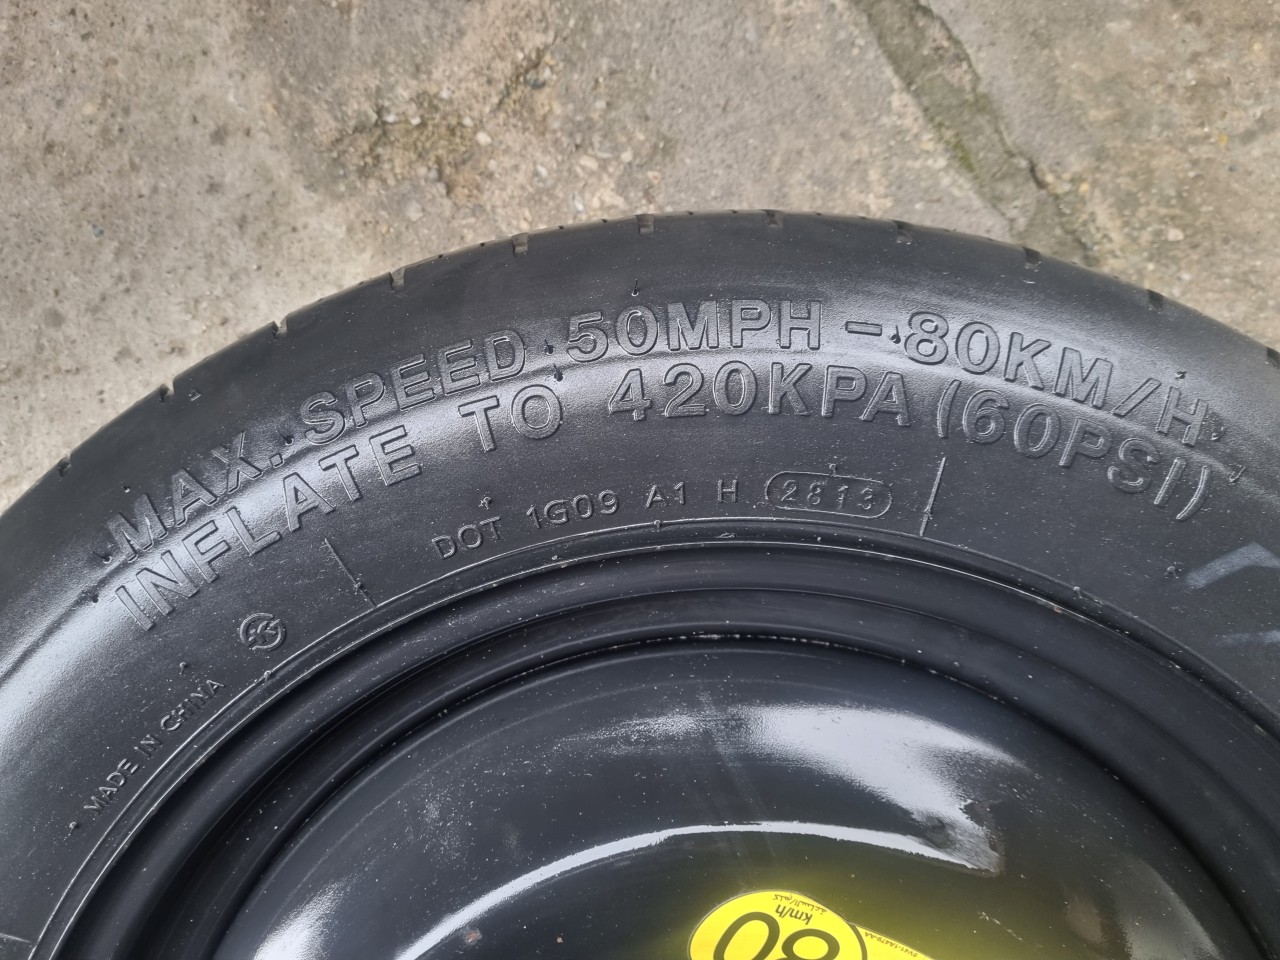 MAX. SPEED 50MPH - 80KM/H
INFLATE TO 420KPA (60PSI)
DOT 1G09 A1 H 2813
MADE IN CHINA
km/h
80